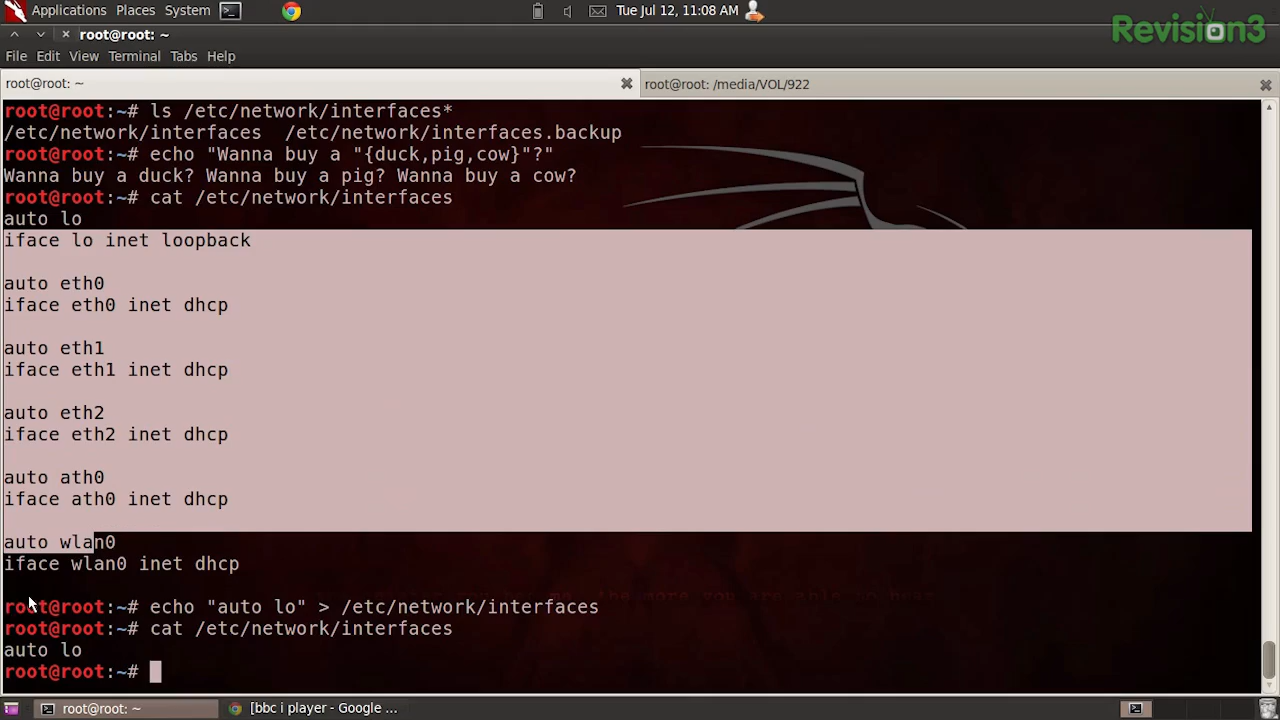 Applications Places System Tue Jul 12, 11:08 AM
Revision3
root@root: ~
File Edit View Terminal Tabs Help
root@root: ~ root@root: /media/VOL/922
root@root:~# ls /etc/network/interfaces*
/etc/network/interfaces  /etc/network/interfaces.backup
root@root:~# echo "Wanna buy a "{duck,pig,cow}"?"
Wanna buy a duck? Wanna buy a pig? Wanna buy a cow?
root@root:~# cat /etc/network/interfaces
auto lo
iface lo inet loopback
auto eth0
iface eth0 inet dhcp
auto eth1
iface eth1 inet dhcp
auto eth2
iface eth2 inet dhcp
auto ath0
iface ath0 inet dhcp
auto wlan0
iface wlan0 inet dhcp
root@root:~# echo "auto lo" > /etc/network/interfaces
root@root:~# cat /etc/network/interfaces
auto lo
root@root:~#
root@root: ~ [bbc i player - Google ...